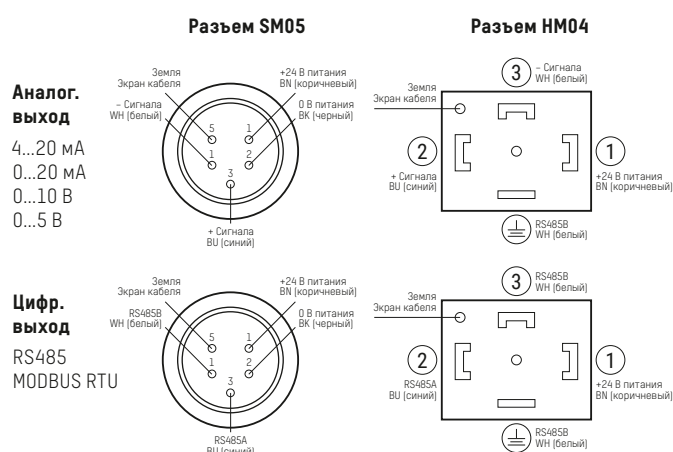 Разъем SM05
Разъем HM04
Аналог.
выход
4...20 мА
0...20 мА
0...10 В
0...5 В
Земля
Экран кабеля
– Сигнала
WH (белый)
+24 В питания
BN (коричневый)
0 В питания
BK (черный)
5
1
1
2
3
+ Сигнала
BU (синий)
3
– Сигнала
WH (белый)
Земля
Экран кабеля
2
+ Сигнала
BU (синий)
1
+24 В питания
BN (коричневый)
RS485B
WH (белый)
Цифр.
выход
RS485
MODBUS RTU
Земля
Экран кабеля
RS485B
WH (белый)
+24 В питания
BN (коричневый)
0 В питания
BK (черный)
5
1
1
2
3
RS485A
BU (синий)
3
RS485B
WH (белый)
Земля
Экран кабеля
2
RS485A
BU (синий)
1
+24 В питания
BN (коричневый)
RS485B
WH (белый)